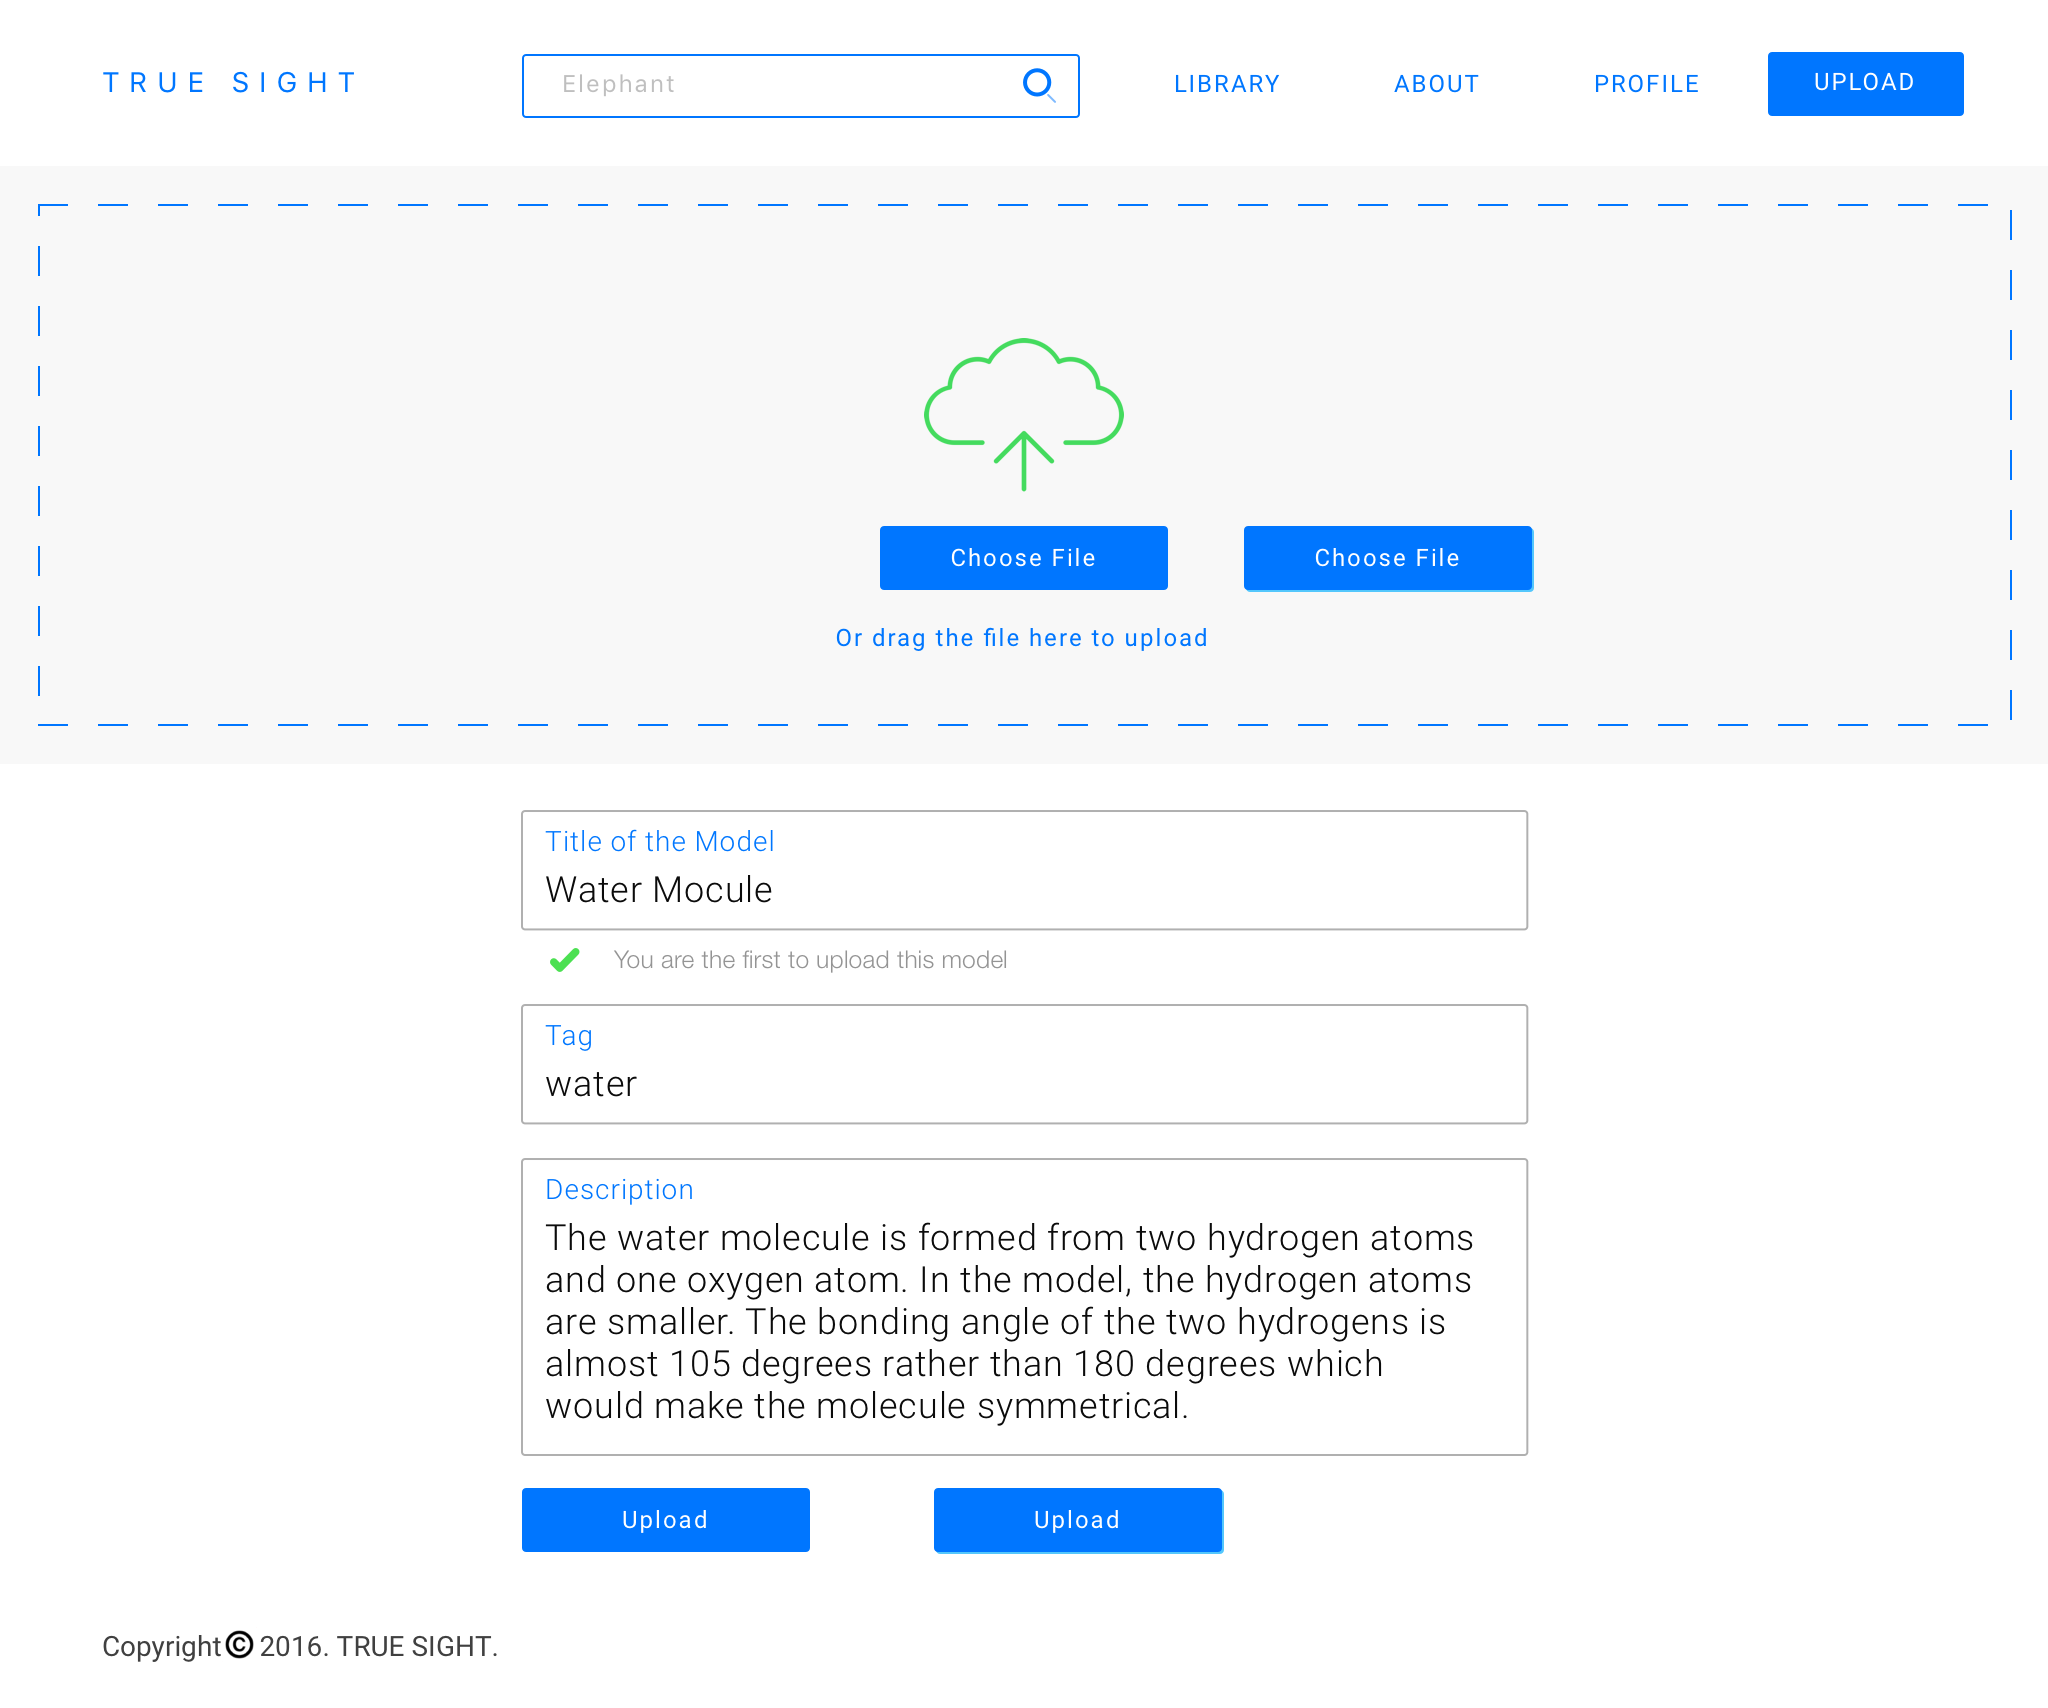 TRUE SIGHT
Elephant
LIBRARY
ABOUT
PROFILE
UPLOAD
Choose File
Choose File
Or drag the file here to upload
Title of the Model
Water Mocule
You are the first to upload this model
Tag
water
Description
The water molecule is formed from two hydrogen atoms
and one oxygen atom. In the model, the hydrogen atoms
are smaller. The bonding angle of the two hydrogens is
almost 105 degrees rather than 180 degrees which
would make the molecule symmetrical.
Upload
Upload
Copyright © 2016. TRUE SIGHT.